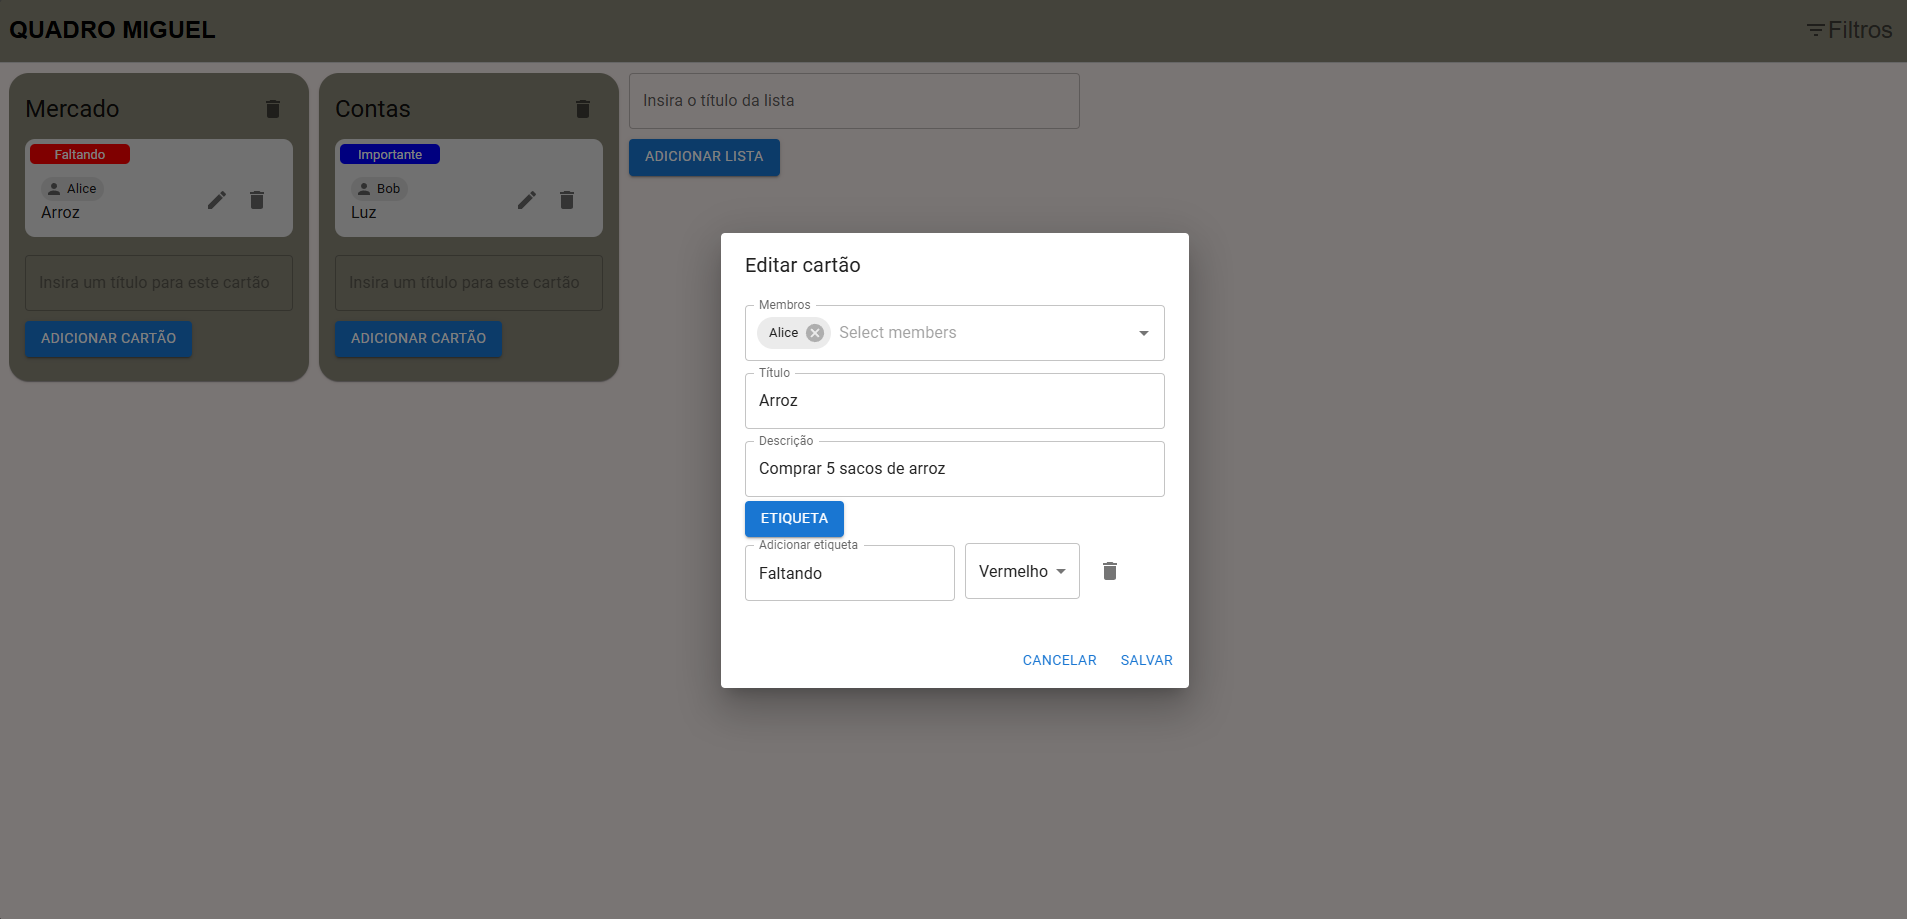 QUADRO MIGUEL
Filtros
Mercado
Faltando
Alice
Arroz
Insira um título para este cartão
ADICIONAR CARTÃO
Contas
Importante
Bob
Luz
Insira um título para este cartão
ADICIONAR CARTÃO
Insira o título da lista
ADICIONAR LISTA
Editar cartão
Membros
Alice Select members
Título
Arroz
Descrição
Comprar 5 sacos de arroz
ETIQUETA
Adicionar etiqueta
Faltando Vermelho
CANCELAR SALVAR